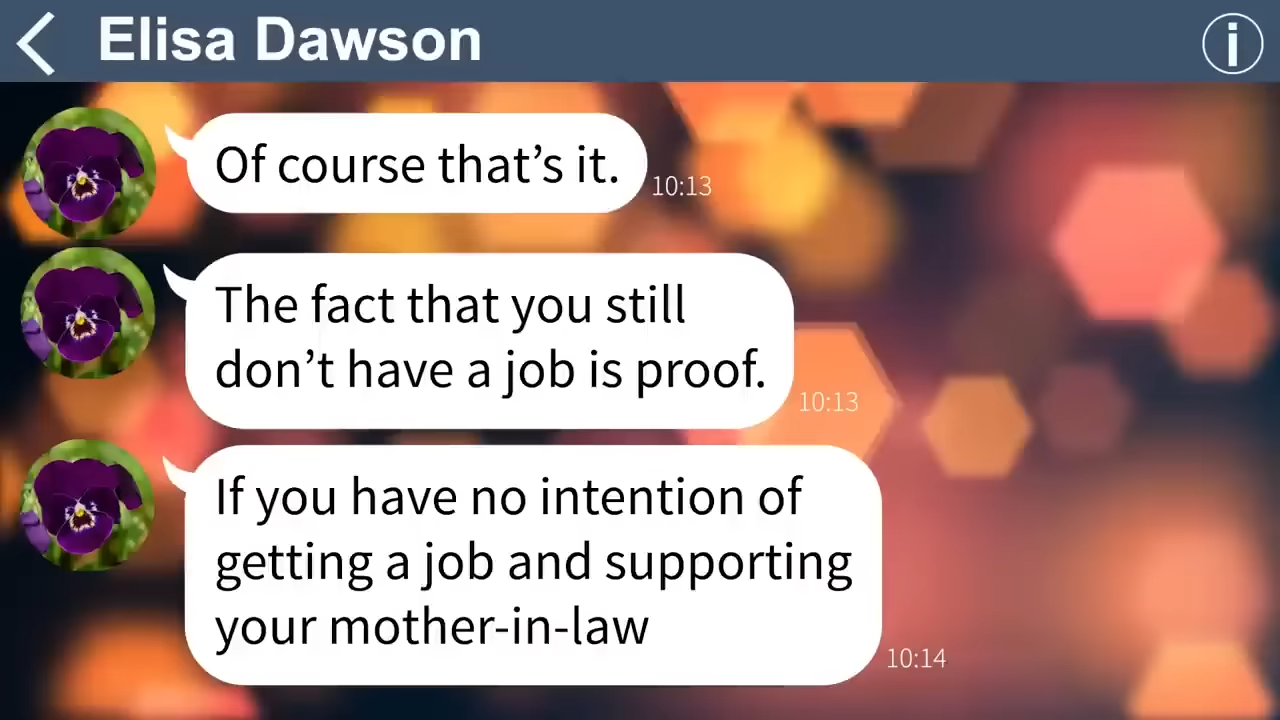 Elisa Dawson
Of course that’s it.
10:13
The fact that you still
don’t have a job is proof.
10:13
If you have no intention of
getting a job and supporting
your mother-in-law
10:14